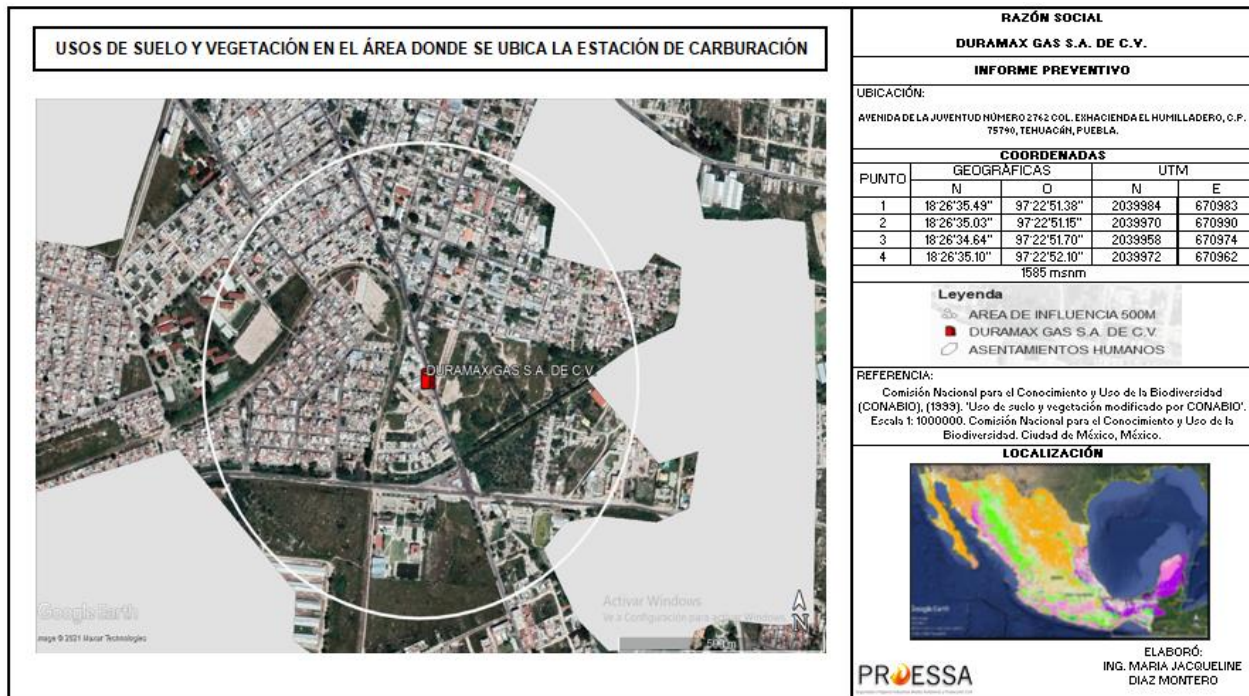 USOS DE SUELO Y VEGETACIÓN EN EL ÁREA DONDE SE UBICA LA ESTACIÓN DE CARBURACIÓN
DURAMAX GAS S.A. DE C.V.
Google Earth
Image © 2021 Maxar Technologies
Activar Windows
Ve a Configuración para activar Windows.
500m
N
RAZÓN SOCIAL
DURAMAX GAS S.A. DE C.V.
INFORME PREVENTIVO
UBICACIÓN:
AVENIDA DE LA JUVENTUD NÚMERO 2762 COL. EXHACIENDA EL HUMILLADERO, C.P.
75790, TEHUACÁN, PUEBLA.
COORDENADAS
PUNTO GEOGRÁFICAS UTM
N O N E
1 18°26'35.49" 97°22'51.38" 2039984 670983
2 18°26'35.03" 97°22'51.15" 2039970 670990
3 18°26'34.64" 97°22'51.70" 2039958 670974
4 18°26'35.10" 97°22'52.10" 2039972 670962
1585 msnm
Leyenda
AREA DE INFLUENCIA 500M
DURAMAX GAS S.A. DE C.V.
ASENTAMIENTOS HUMANOS
REFERENCIA:
Comisión Nacional para el Conocimiento y Uso de la Biodiversidad
(CONABIO), (1999). 'Uso de suelo y vegetación modificado por CONABIO'.
Escala 1: 1000000. Comisión Nacional para el Conocimiento y Uso de la
Biodiversidad. Ciudad de México, México.
LOCALIZACIÓN
Google Earth
PROESSA
ELABORÓ:
ING. MARIA JACQUELINE
DIAZ MONTERO